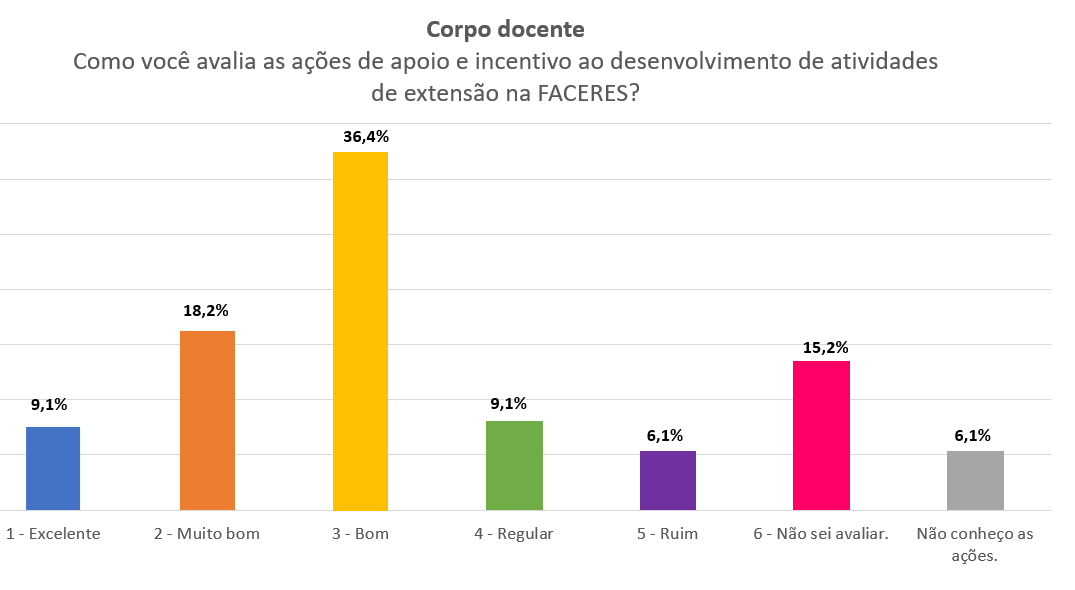 Corpo docente
Como você avalia as ações de apoio e incentivo ao desenvolvimento de atividades
de extensão na FACERES?
36,4%
18,2%
15,2%
9,1%
9,1%
6,1%
6,1%
1 - Excelente
2 - Muito bom
3 - Bom
4 - Regular
5 - Ruim
6 - Não sei avaliar.
Não conheço as
ações.